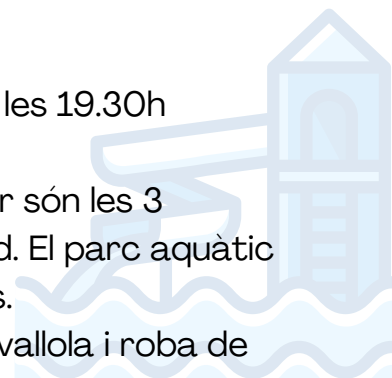 les 19.30h
r són les 3
d. El parc aquàtic
s.
vallola i roba de